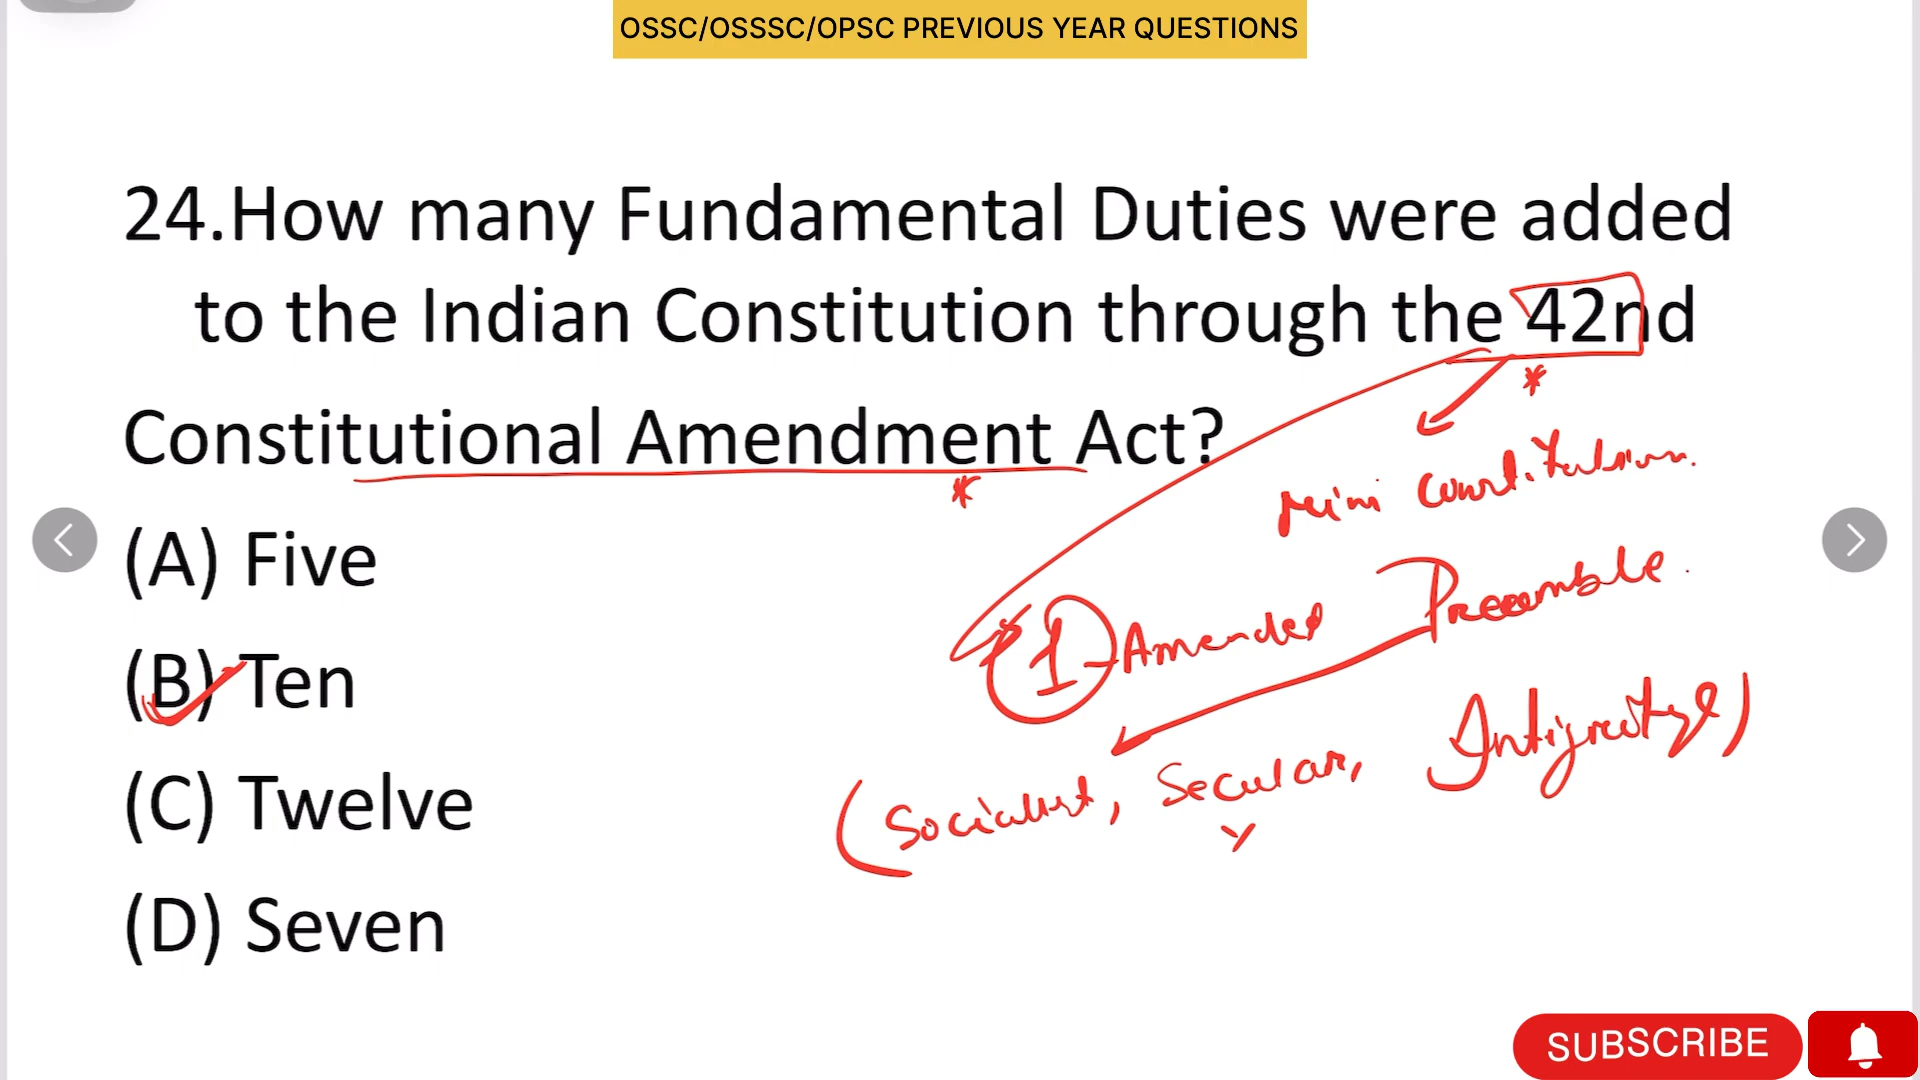 OSSC/OSSSC/OPSC PREVIOUS YEAR QUESTIONS
24.How many Fundamental Duties were added
to the Indian Constitution through the 42nd
Constitutional Amendment Act?
Mini Constitution.
(A) Five
1 - Amended Preamble.
(B) Ten
(Socialist, Secular, Intigrity)
(C) Twelve
(D) Seven
SUBSCRIBE